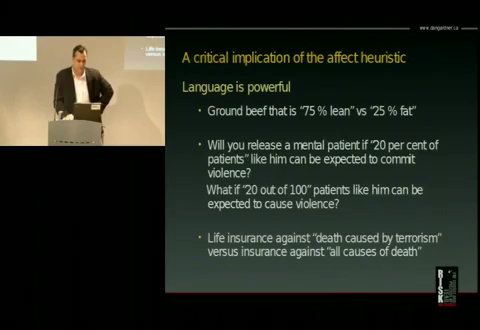 www.dangardner.ca
A critical implication of the affect heuristic
Language is powerful
• Ground beef that is “75 % lean” vs “25 % fat”
• Will you release a mental patient if “20 per cent of
patients” like him can be expected to commit
violence?
What if “20 out of 100” patients like him can be
expected to cause violence?
• Life insurance against “death caused by terrorism”
versus insurance against “all causes of death”
RISK